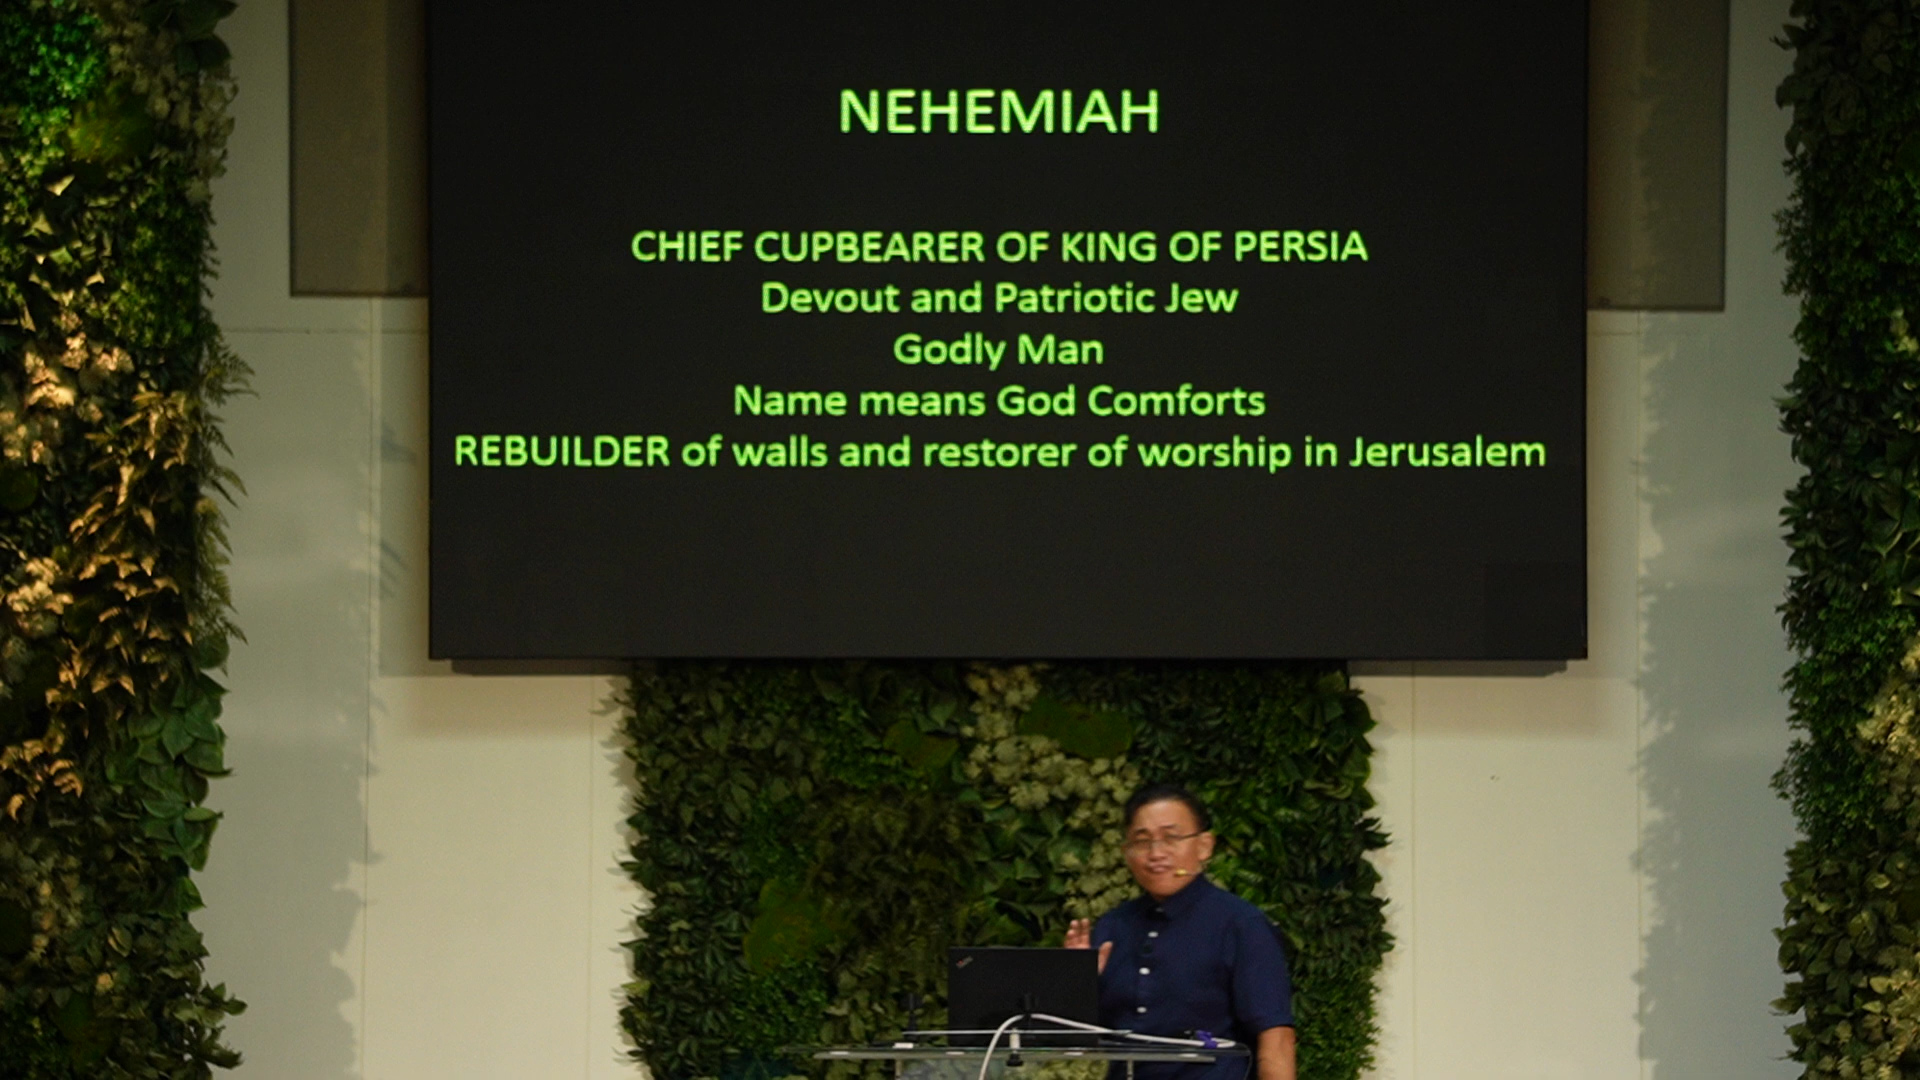 NEHEMIAH
CHIEF CUPBEARER OF KING OF PERSIA
Devout and Patriotic Jew
Godly Man
Name means God Comforts
REBUILDER of walls and restorer of worship in Jerusalem